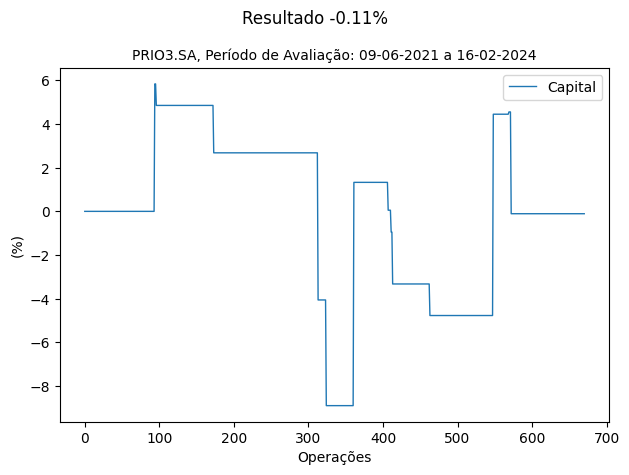 Resultado -0.11%
PRIO3.SA, Período de Avaliação: 09-06-2021 a 16-02-2024
Capital
6
4
2
0
−2
−4
−6
−8
(%)
0 100 200 300 400 500 600 700
Operações